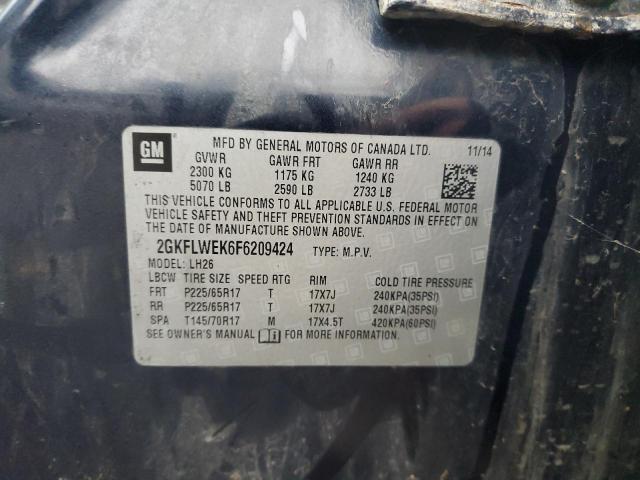 GM
MFD BY GENERAL MOTORS OF CANADA LTD. 11/14
GVWR GAWR FRT GAWR RR
2300 KG 1175 KG 1240 KG
5070 LB 2590 LB 2733 LB
THIS VEHICLE CONFORMS TO ALL APPLICABLE U.S. FEDERAL MOTOR
VEHICLE SAFETY AND THEFT PREVENTION STANDARDS IN EFFECT ON
THE DATE OF MANUFACTURE SHOWN ABOVE.
2GKFLWEK6F6209424 TYPE: M.P.V.
MODEL: LH26
LBCW TIRE SIZE SPEED RTG RIM COLD TIRE PRESSURE
FRT P225/65R17 T 17X7J 240KPA(35PSI)
RR P225/65R17 T 17X7J 240KPA(35PSI)
SPA T145/70R17 M 17X4.5T 420KPA(60PSI)
SEE OWNER'S MANUAL FOR MORE INFORMATION.